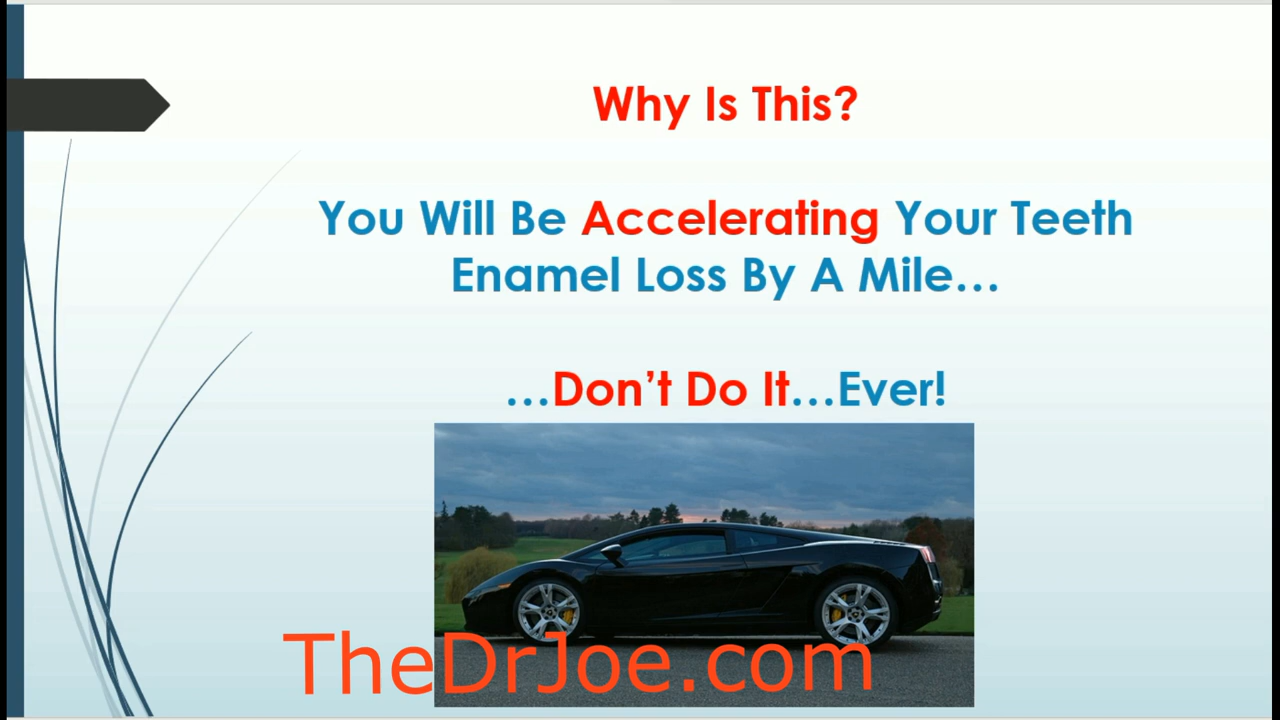 Why Is This?
You Will Be Accelerating Your Teeth
Enamel Loss By A Mile…
…Don’t Do It…Ever!
TheDrJoe.com